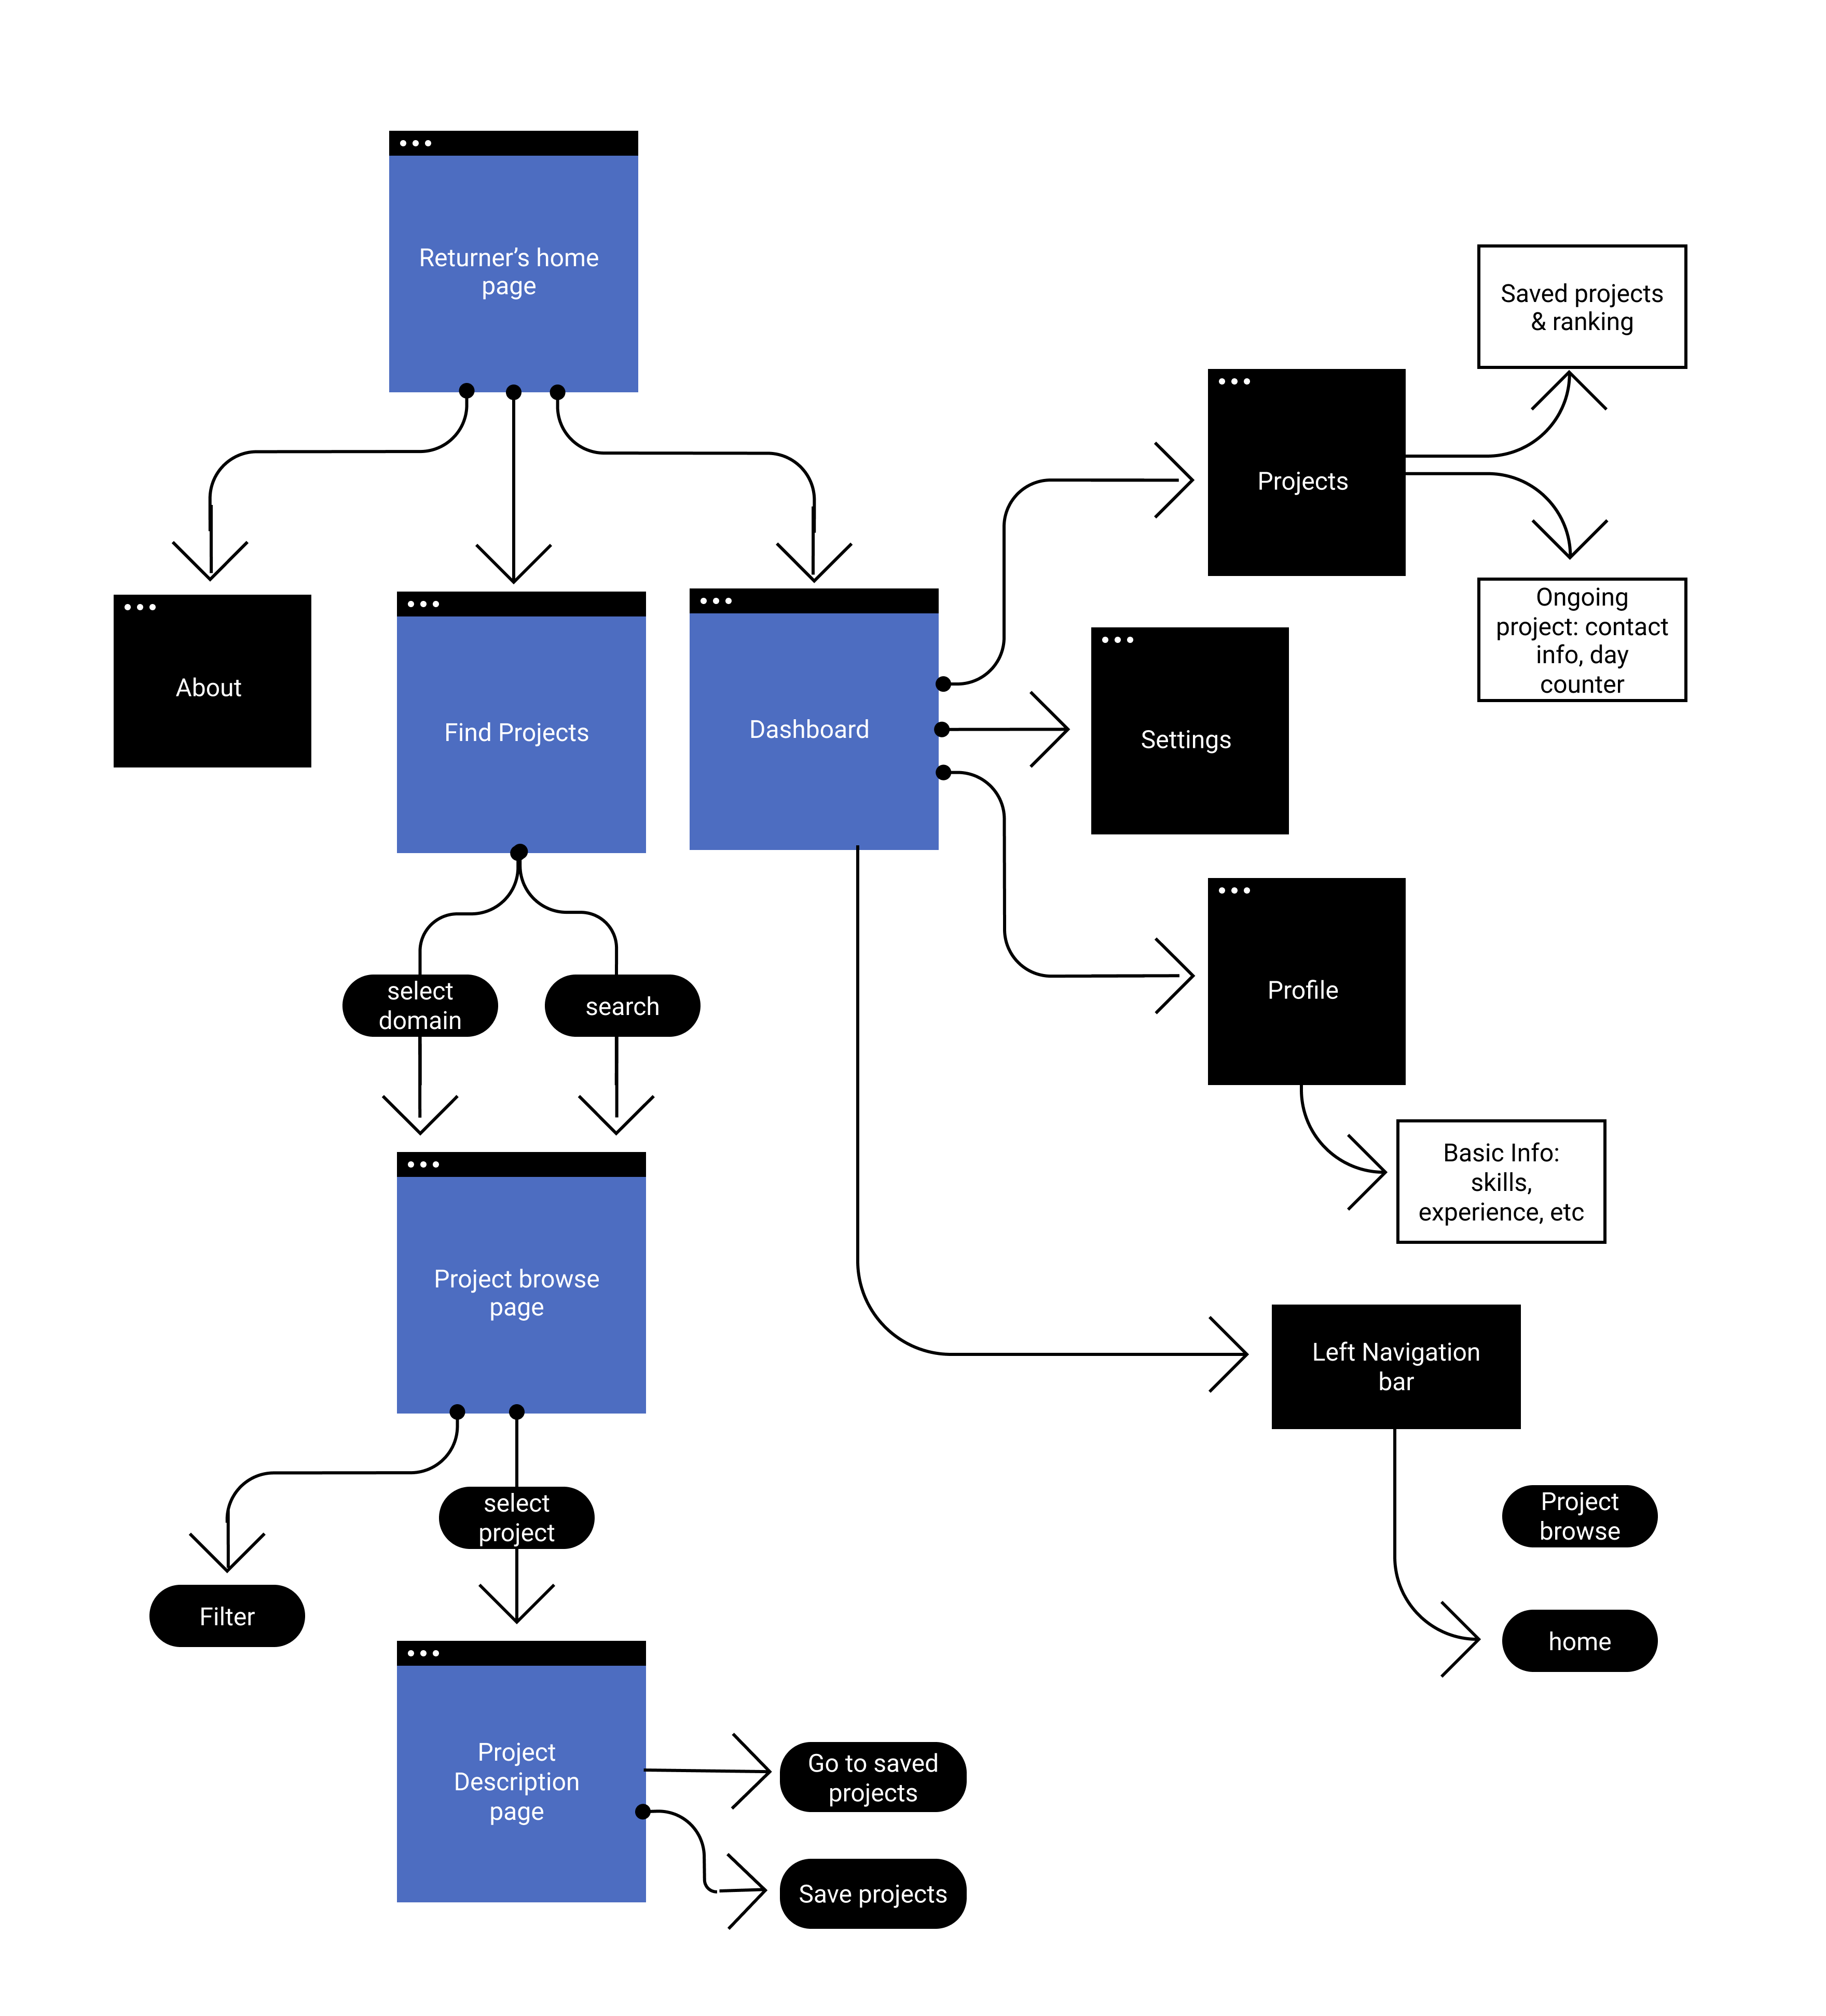 Returner’s home
page
Saved projects
& ranking
Projects
Ongoing
project: contact
info, day
counter
About
Find Projects
Dashboard
Settings
select
domain
search
Profile
Basic Info:
skills,
experience, etc
Project browse
page
Left Navigation
bar
select
project
Project
browse
Filter
home
Project
Description
page
Go to saved
projects
Save projects